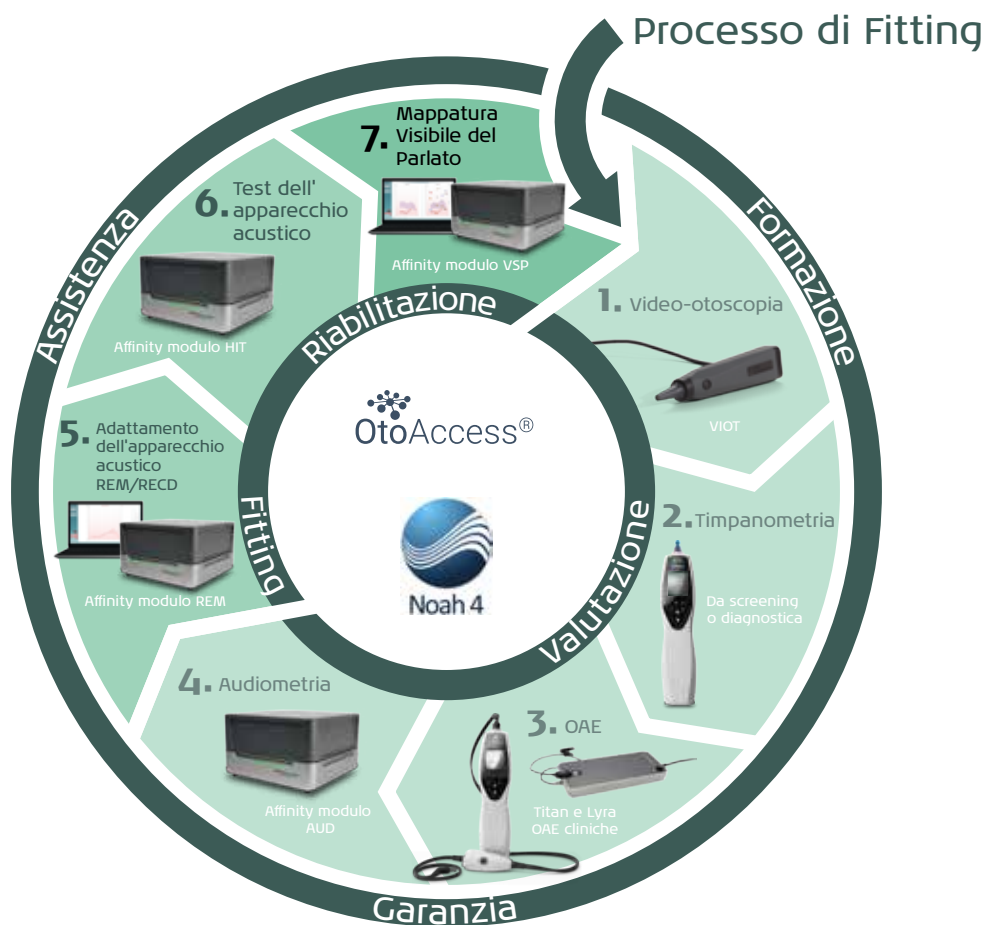 Processo di Fitting
Formazione
Garanzia
Assistenza
Valutazione
Fitting
Riabilitazione
1. Video-otoscopia
VIOT
2. Timpanometria
Da screening
o diagnostica
3. OAE
Titan e Lyra
OAE cliniche
4. Audiometria
Affinity modulo
AUD
5. Adattamento
dell'apparecchio
acustico
REM/RECD
Affinity modulo REM
6. Test dell'
apparecchio
acustico
Affinity modulo HIT
7. Mappatura
Visibile del
Parlato
Affinity modulo VSP
OtoAccess®
Noah 4